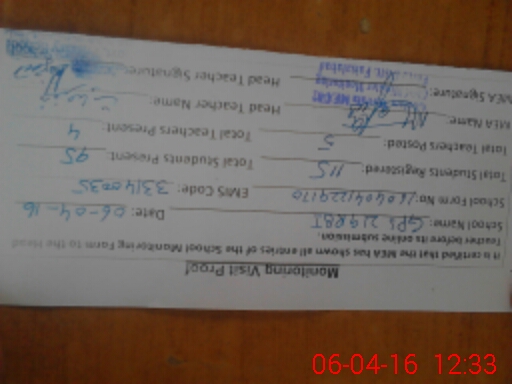 Monitoring Visit Proof
It is certified that the MEA has shown all entries of the School Monitoring Form to the Head
Teacher before its online submission.
School Name: GPS 219 RBI Date: 06-04-16
School Form No: EMIS Code: 33140035
Total Students Registered: 115 Total Students Present: 95
Total Teachers Posted: 5 Total Teachers Present: 4
MEA Name: Head Teacher Name:
MEA Signature: Head Teacher Signature:
06-04-16 12:33